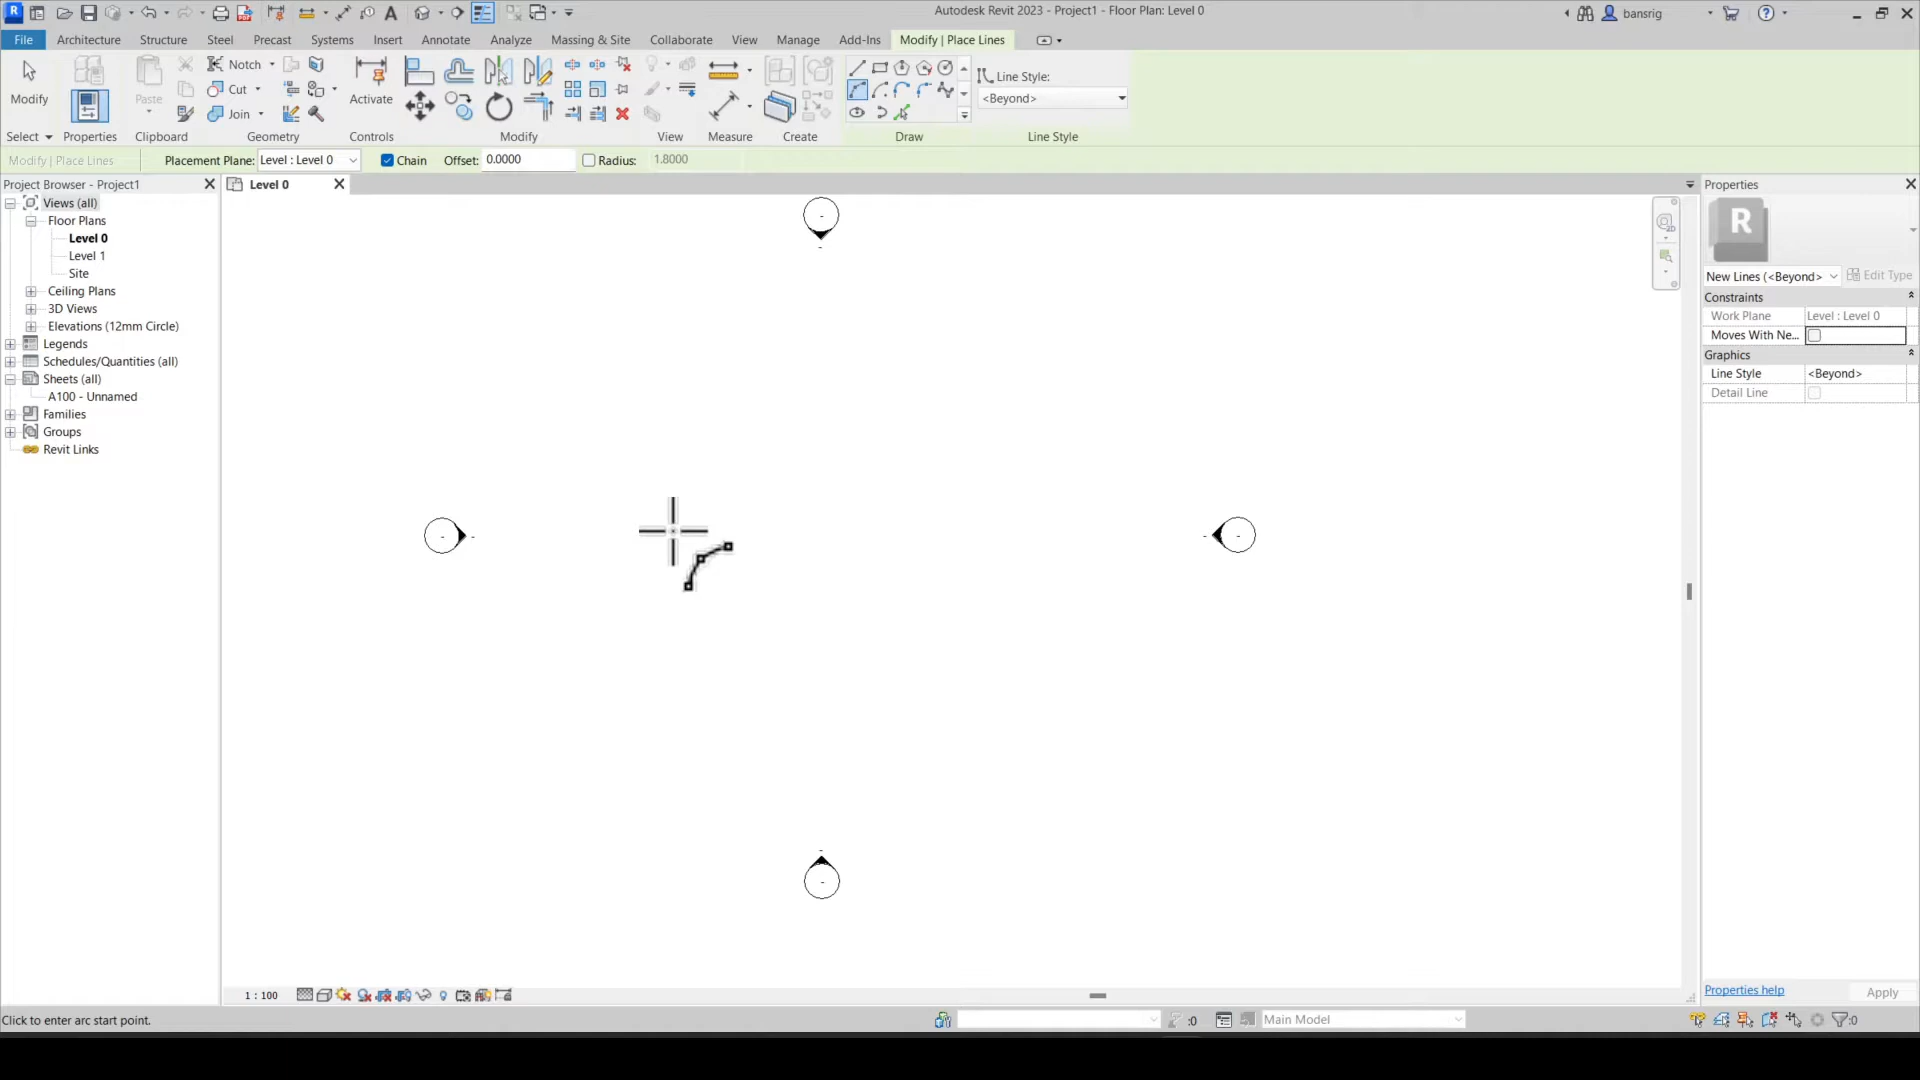 Autodesk Revit 2023 - Project1 - Floor Plan: Level 0
bansrig
File Architecture Structure Steel Precast Systems Insert Annotate Analyze Massing & Site Collaborate View Manage Add-Ins Modify | Place Lines
Notch
Line Style:
Modify Paste Cut Activate <Beyond>
Join
Select Properties Clipboard Geometry Controls Modify View Measure Create Draw Line Style
Modify | Place Lines Placement Plane: Level : Level 0 Chain Offset: 0.0000 Radius: 1.8000
Project Browser - Project1
Level 0
Properties
Views (all)
Floor Plans
Level 0
Level 1
Site
Ceiling Plans
3D Views
Elevations (12mm Circle)
Legends
Schedules/Quantities (all)
Sheets (all)
A100 - Unnamed
Families
Groups
Revit Links
R
2D
New Lines (<Beyond> Edit Type
Constraints
Work Plane Level : Level 0
Moves With Ne...
Graphics
Line Style <Beyond>
Detail Line
Properties help Apply
1 : 100
Click to enter arc start point.
:0
Main Model
:0